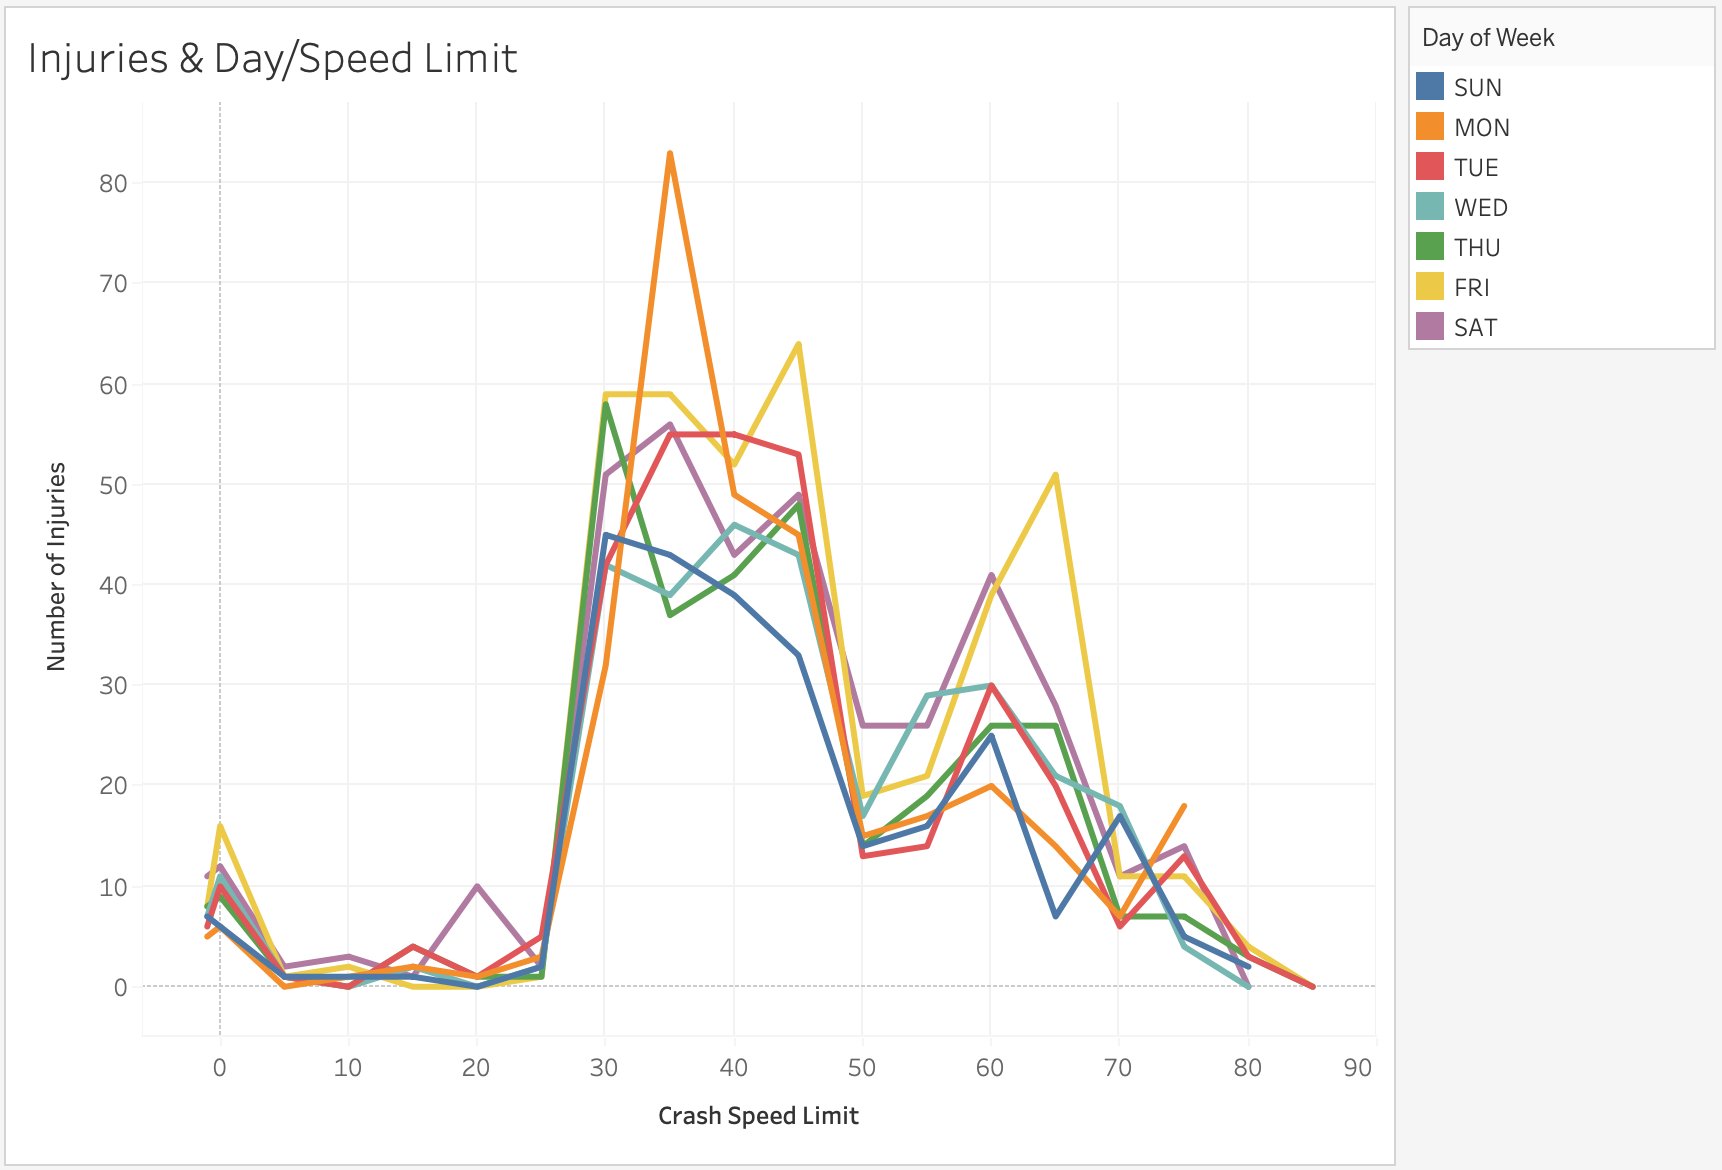 Injuries & Day/Speed Limit
Day of Week
SUN
MON
TUE
WED
THU
FRI
SAT
Number of Injuries
80
70
60
50
40
30
20
10
0
0 10 20 30 40 50 60 70 80 90
Crash Speed Limit